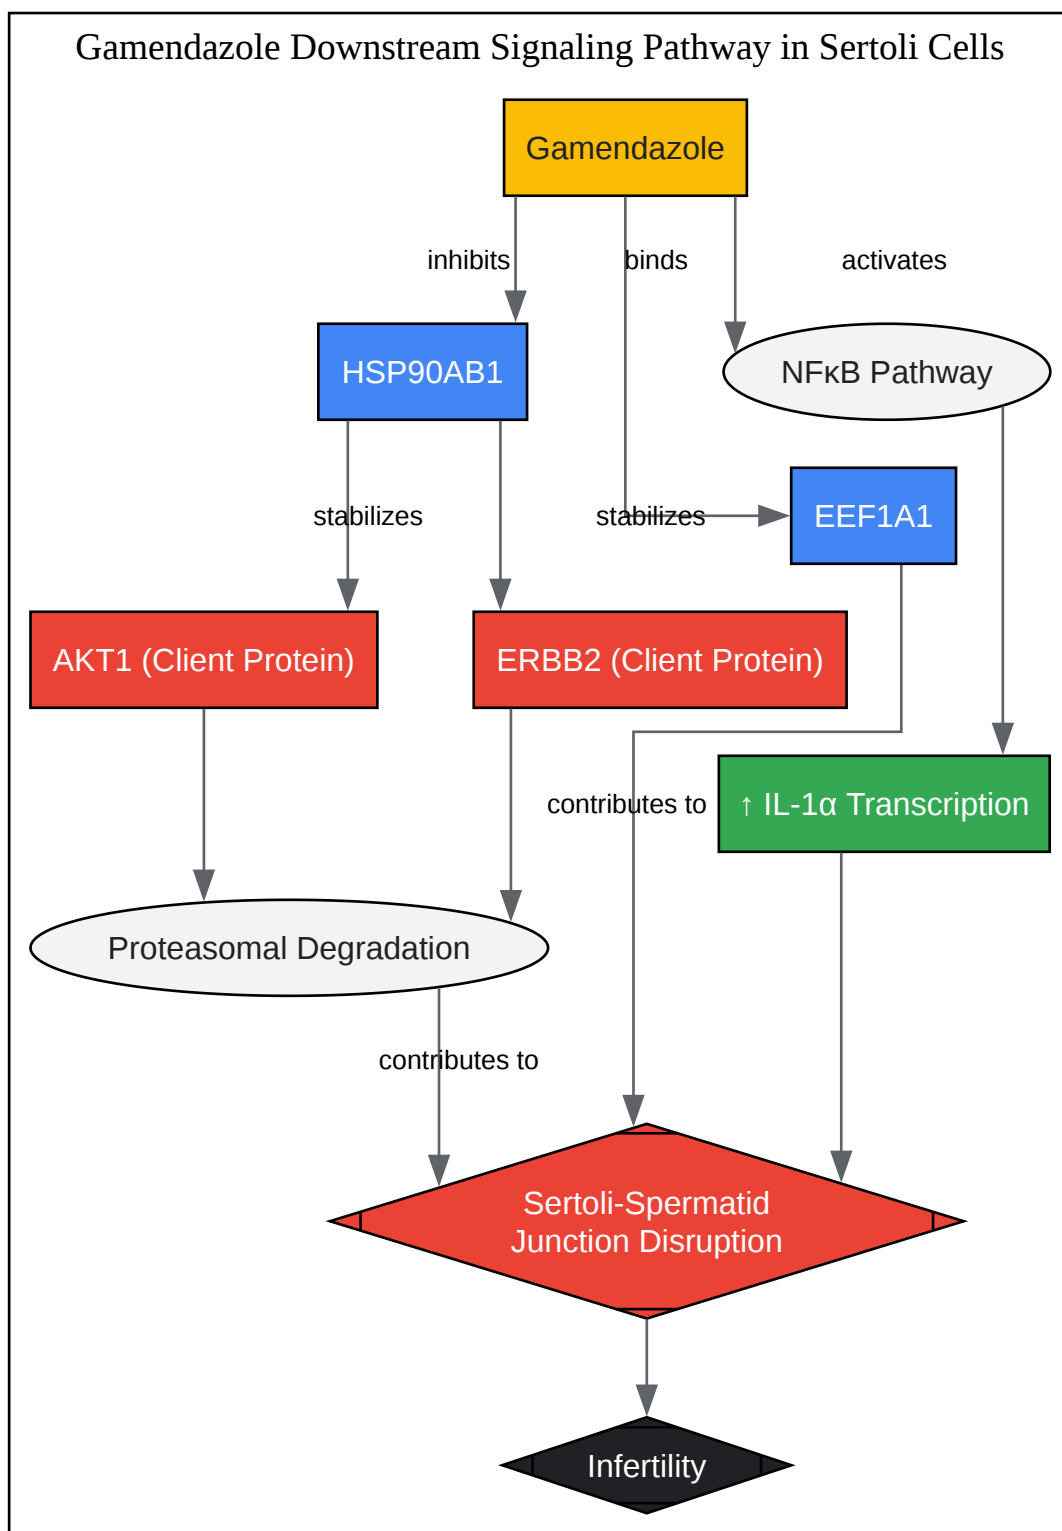 Gamendazole Downstream Signaling Pathway in Sertoli Cells
Gamendazole
inhibits
binds
activates
HSP90AB1
NFκB Pathway
stabilizes
stabilizes
EEF1A1
AKT1 (Client Protein)
ERBB2 (Client Protein)
contributes to
↑ IL-1α Transcription
Proteasomal Degradation
contributes to
Sertoli-Spermatid
Junction Disruption
Infertility